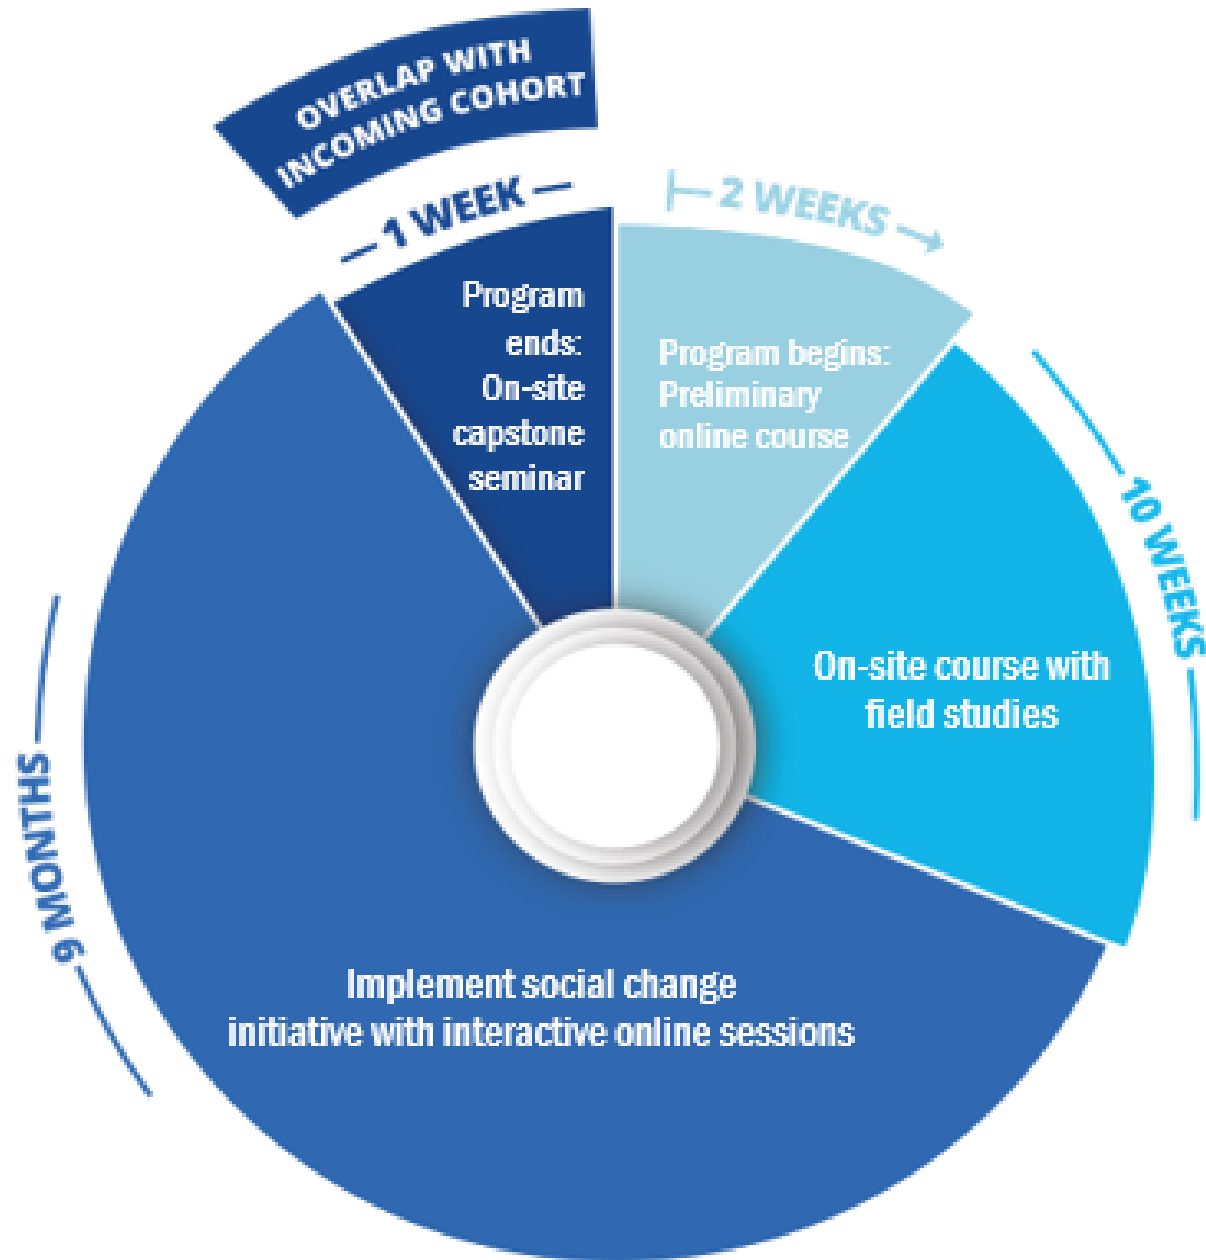 OVERLAP WITH
INCOMING COHORT
1 WEEK
2 WEEKS
Program
ends:
On-site
capstone
seminar
Program begins:
Preliminary
online course
10 WEEKS
On-site course with
field studies
9 MONTHS
Implement social change
initiative with interactive online sessions